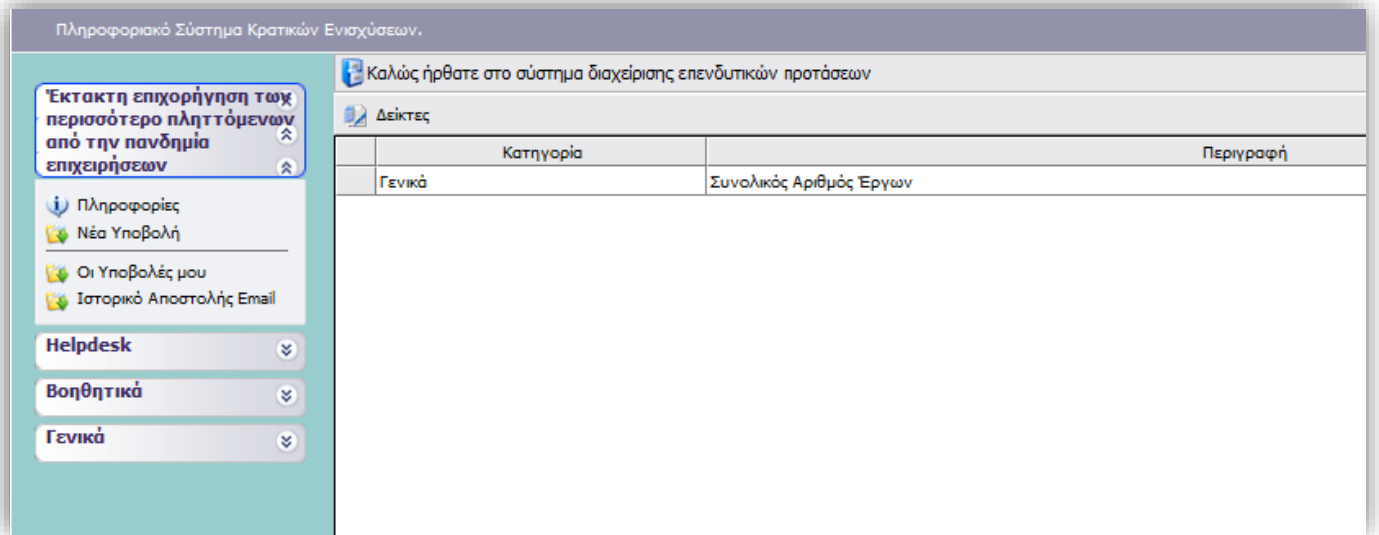 Πληροφοριακό Σύστημα Κρατικών Ενισχύσεων.
Έκτακτη επιχορήγηση των
περισσότερο πληττόμενων
από την πανδημία
επιχειρήσεων
Πληροφορίες
Νέα Υποβολή
Οι Υποβολές μου
Ιστορικό Αποστολής Email
Helpdesk
Βοηθητικά
Γενικά
Καλώς ήρθατε στο σύστημα διαχείρισης επενδυτικών προτάσεων
Δείκτες
Κατηγορία Περιγραφή
Γενικά Συνολικός Αριθμός Έργων